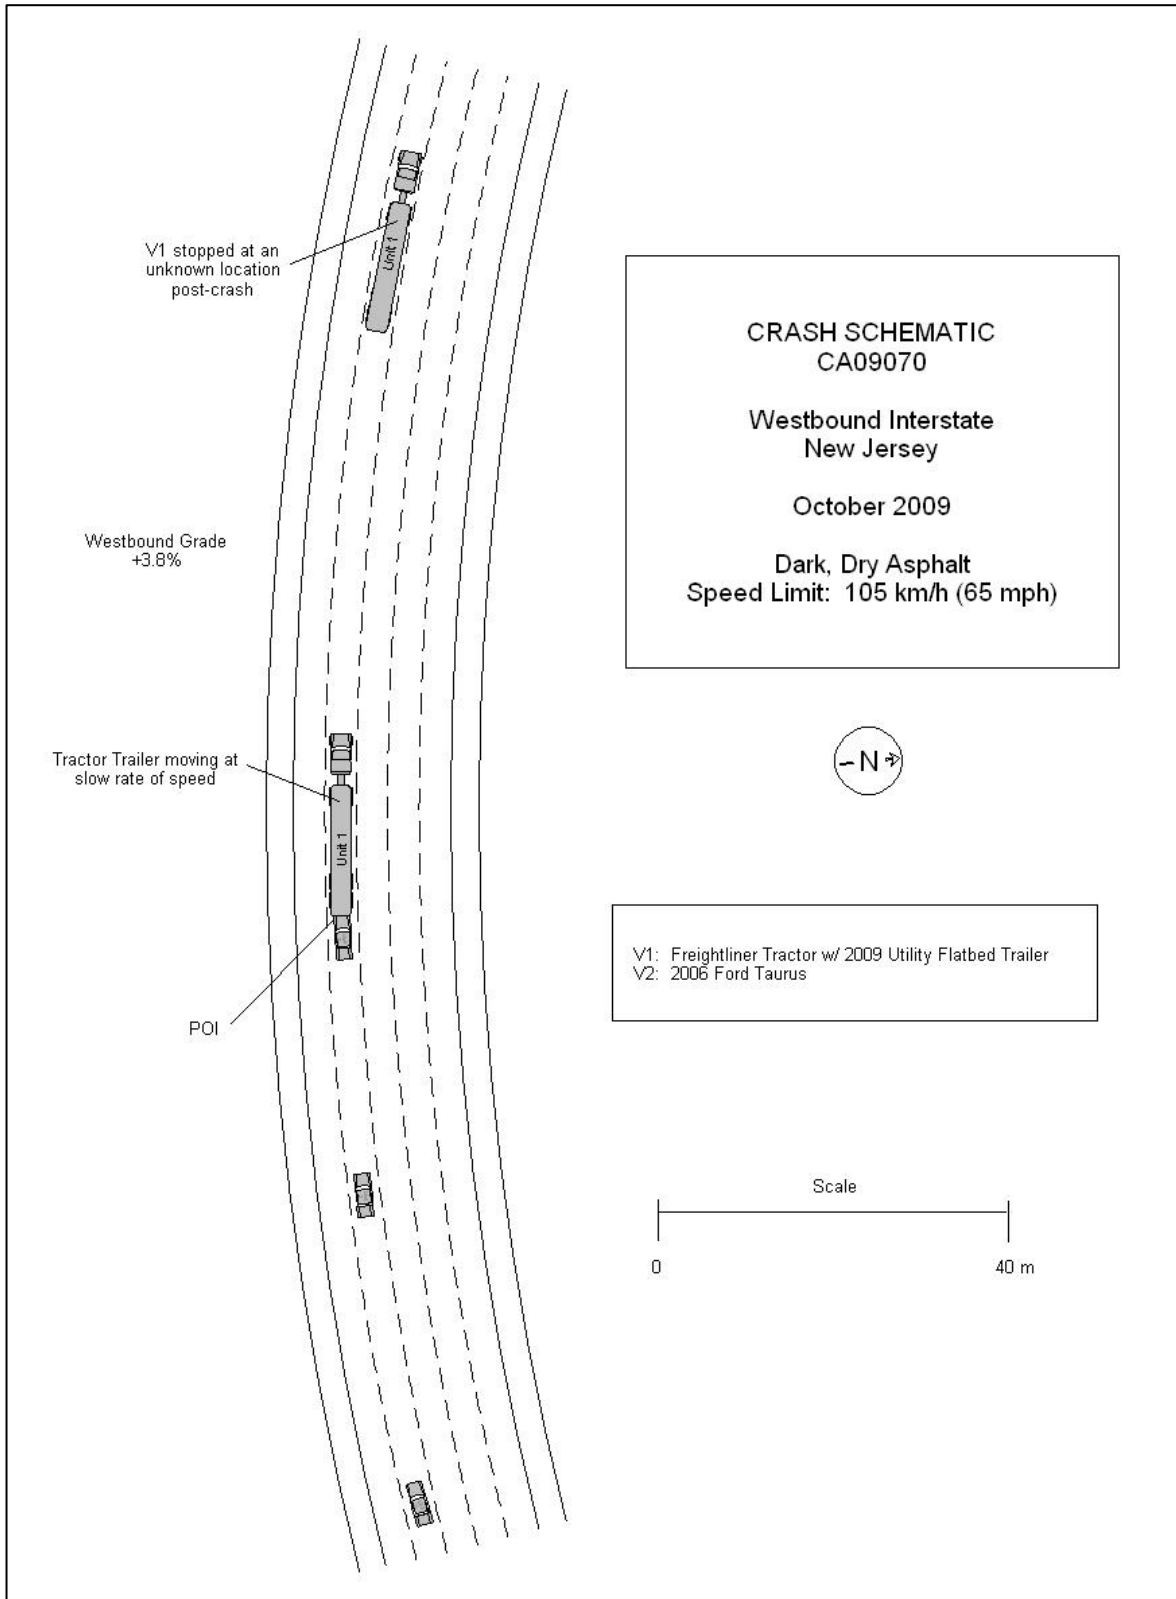 V1 stopped at an
unknown location
post-crash
Unit 1
CRASH SCHEMATIC
CA09070
Westbound Interstate
New Jersey
October 2009
Dark, Dry Asphalt
Speed Limit: 105 km/h (65 mph)
Westbound Grade
+3.8%
N
Tractor Trailer moving at
slow rate of speed
Unit 1
V1: Freightliner Tractor w/ 2009 Utility Flatbed Trailer
V2: 2006 Ford Taurus
POI
Scale
0
40 m